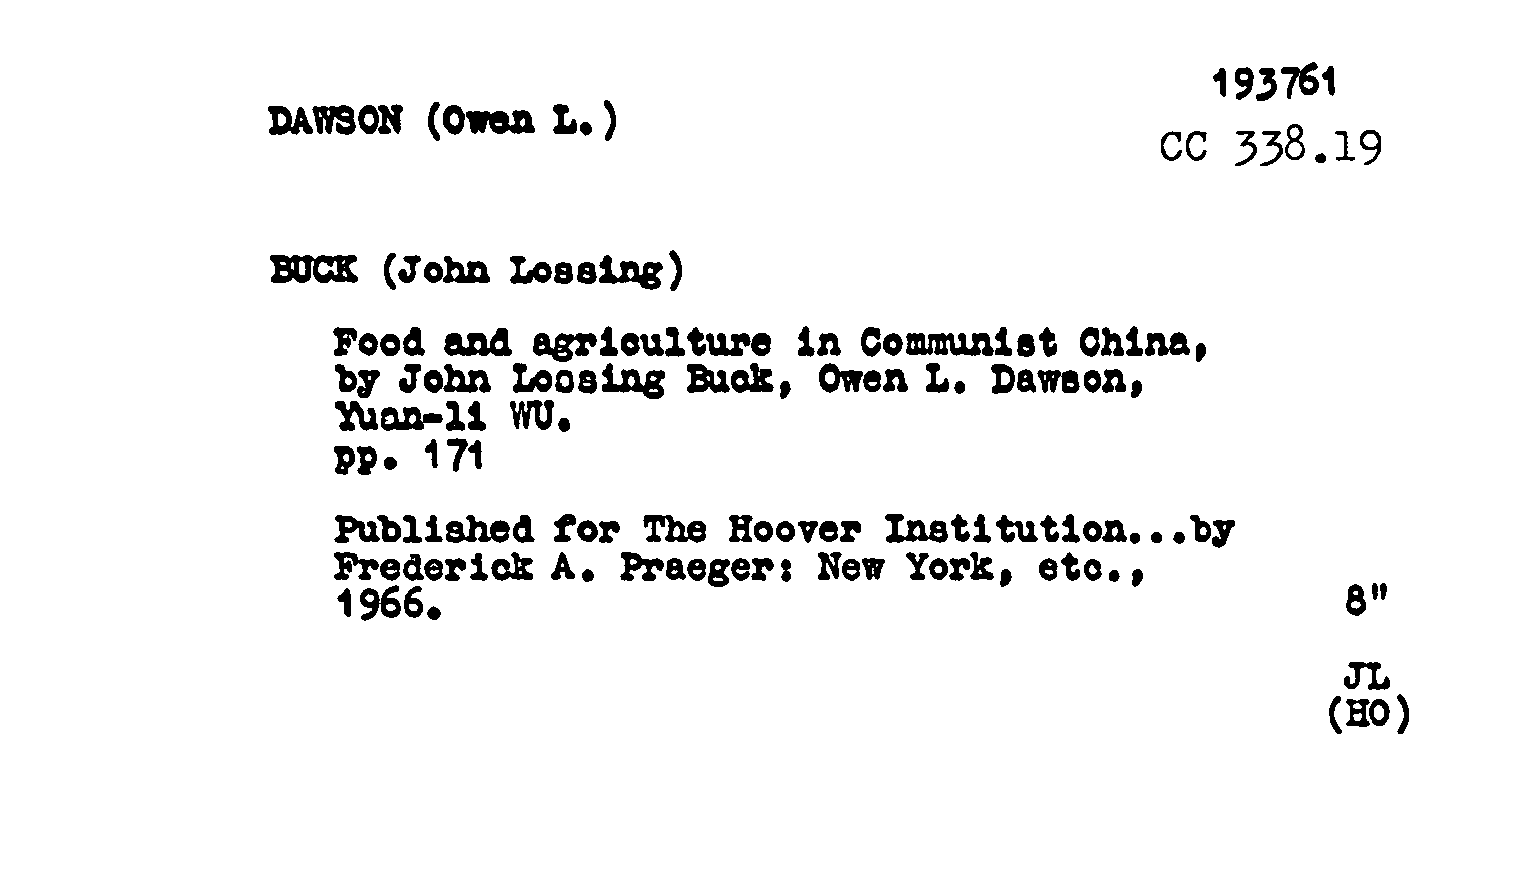 193761
DAWSON (Owen L.)
CC 338.19
BUCK (John Lossing)
Food and agriculture in Communist China,
by John Loosing Buck, Owen L. Dawson,
Yuan-li WU.
pp. 171
Published for The Hoover Institution...by
Frederick A. Praeger: New York, etc.,
1966.
8"
JL
(HO)